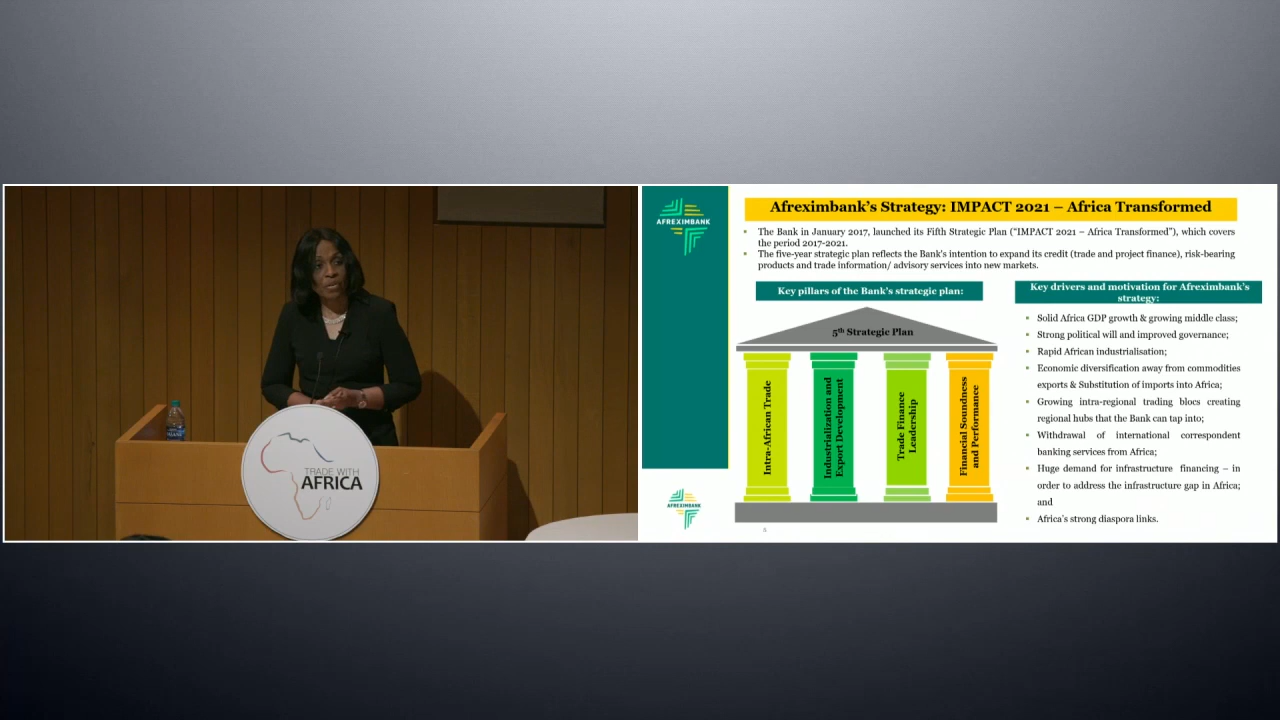 TRADE WITH
AFRICA
AFREXIMBANK
Afreximbank's Strategy: IMPACT 2021 – Africa Transformed
▪ The Bank in January 2017, launched its Fifth Strategic Plan ("IMPACT 2021 – Africa Transformed"), which covers
the period 2017-2021.
▪ The five-year strategic plan reflects the Bank's intention to expand its credit (trade and project finance), risk-bearing
products and trade information/ advisory services into new markets.
Key pillars of the Bank's strategic plan:
5th Strategic Plan
Intra-African Trade
Industrialization and
Export Development
Trade Finance
Leadership
Financial Soundness
and Performance
Key drivers and motivation for Afreximbank's
strategy:
▪ Solid Africa GDP growth & growing middle class;
▪ Strong political will and improved governance;
▪ Rapid African industrialisation;
▪ Economic diversification away from commodities
exports & Substitution of imports into Africa;
▪ Growing intra-regional trading blocs creating
regional hubs that the Bank can tap into;
▪ Withdrawal of international correspondent
banking services from Africa;
▪ Huge demand for infrastructure financing – in
order to address the infrastructure gap in Africa;
and
▪ Africa's strong diaspora links.
AFREXIMBANK